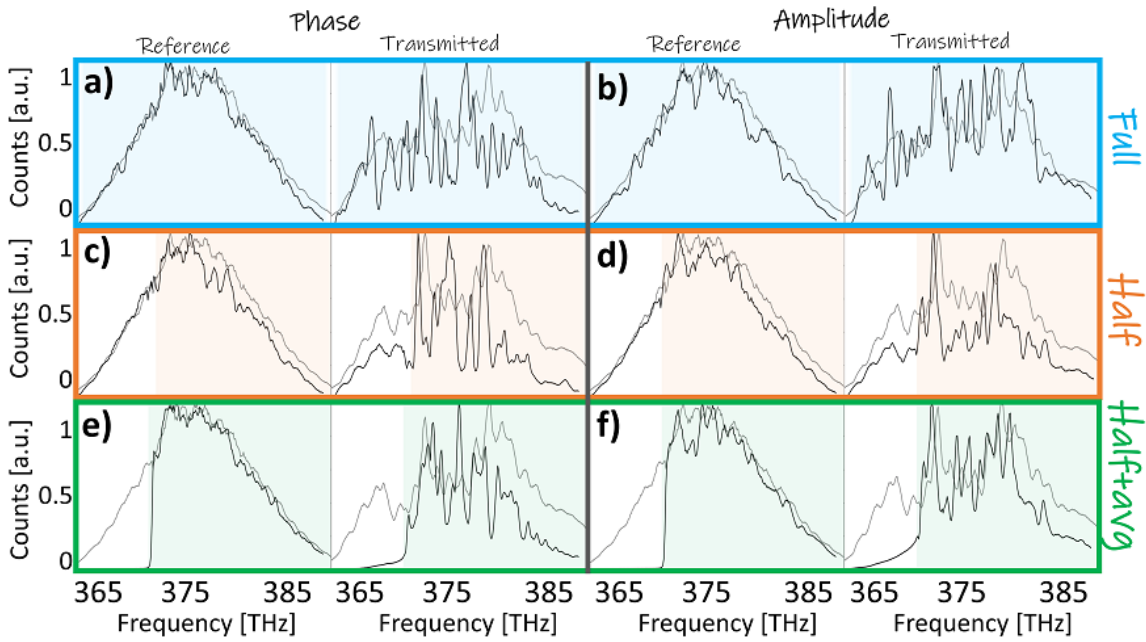 Phase Amplitude
Reference Transmitted Reference Transmitted
Counts [a.u.] 1 0.5 0 a) b) Full
Counts [a.u.] 1 0.5 0 c) d) Half
Counts [a.u.] 1 0.5 0 e) f) Half+avg
365 375 385 365 375 385 365 375 385 365 375 385
Frequency [THz] Frequency [THz] Frequency [THz] Frequency [THz]